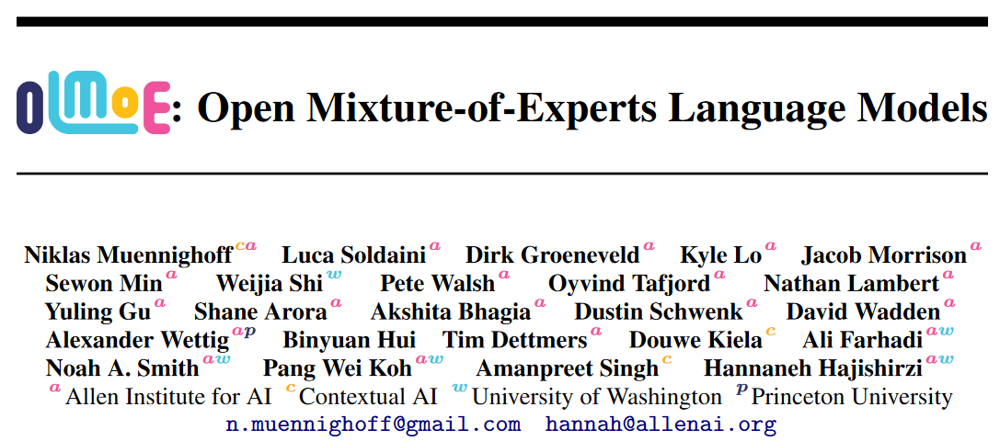 OLMoE: Open Mixture-of-Experts Language Models
Niklas Muennighoff^ca Luca Soldaini^a Dirk Groeneveld^a Kyle Lo^a Jacob Morrison^a
Sewon Min^a Weijia Shi^w Pete Walsh^a Oyvind Tafjord^a Nathan Lambert^a
Yuling Gu^a Shane Arora^a Akshita Bhagia^a Dustin Schwenk^a David Wadden^a
Alexander Wettig^ap Binyuan Hui Tim Dettmers^a Douwe Kiela^c Ali Farhadi^aw
Noah A. Smith^aw Pang Wei Koh^aw Amanpreet Singh^c Hannaneh Hajishirzi^aw
^a Allen Institute for AI ^c Contextual AI ^w University of Washington ^p Princeton University
n.muennighoff@gmail.com hannah@allenai.org